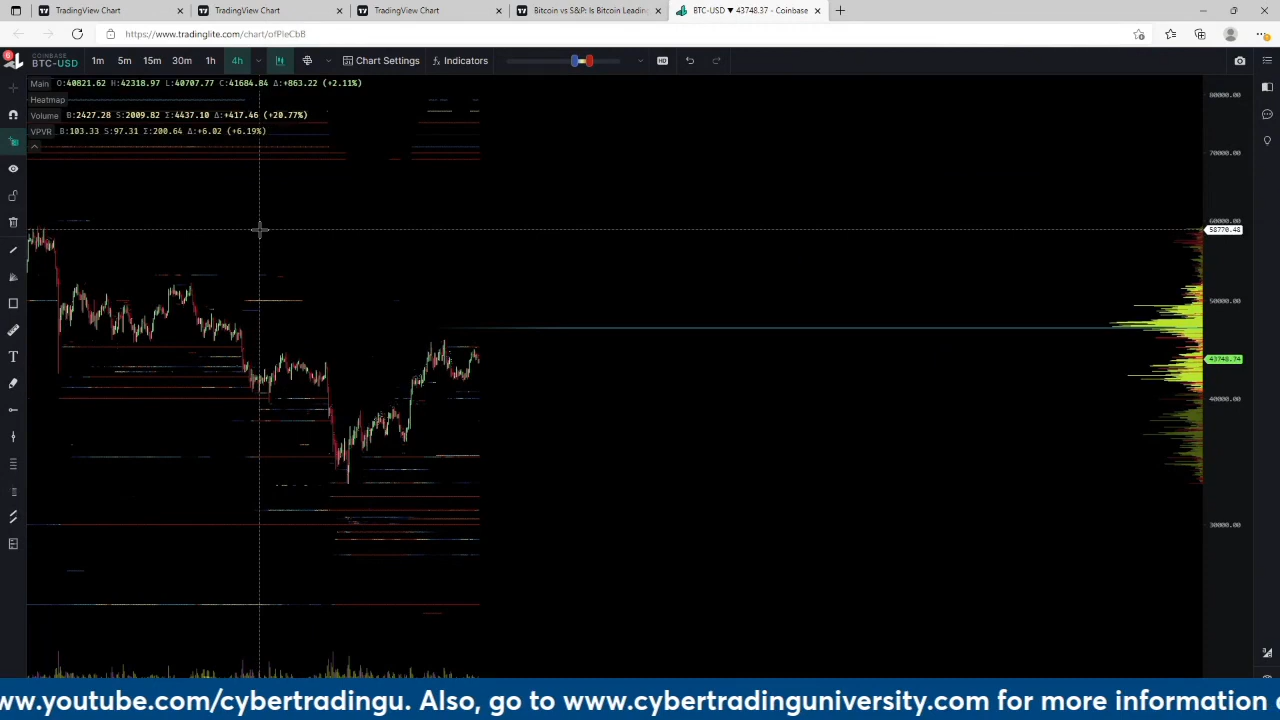 TradingView Chart
TradingView Chart
TradingView Chart
Bitcoin vs S&P: Is Bitcoin Leading
BTC-USD ▼ 43748.37 - Coinbase
https://www.tradinglite.com/chart/ofPleCbB
COINBASE
BTC-USD
1m 5m 15m 30m 1h 4h Chart Settings Indicators HD
Main O:40821.62 H:42318.97 L:40707.77 C:41684.84 Δ:+863.22 (+2.11%)
Heatmap
Volume B:2427.28 S:2009.82 Σ:4437.10 Δ:+417.46 (+20.77%)
VPVR B:103.33 S:97.31 Σ:200.64 Δ:+6.02 (+6.19%)
80000.00
70000.00
60000.00
58770.48
50000.00
43748.74
40000.00
30000.00
ww.youtube.com/cybertradingu. Also, go to www.cybertradinguniversity.com for more information